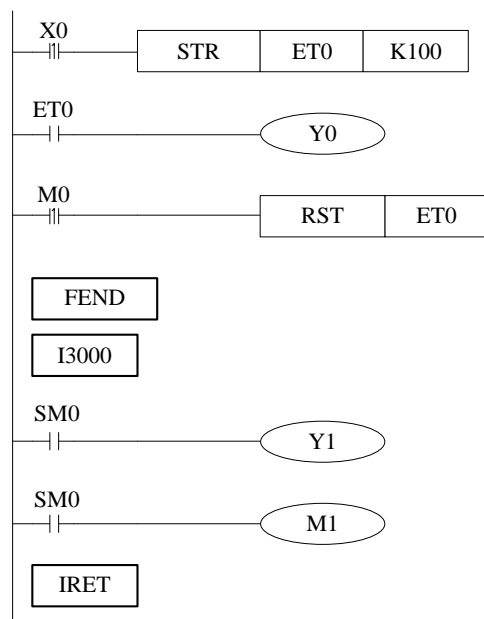 X0
STR ET0 K100
ET0
Y0
M0
RST ET0
FEND
I3000
SM0
Y1
SM0
M1
IRET